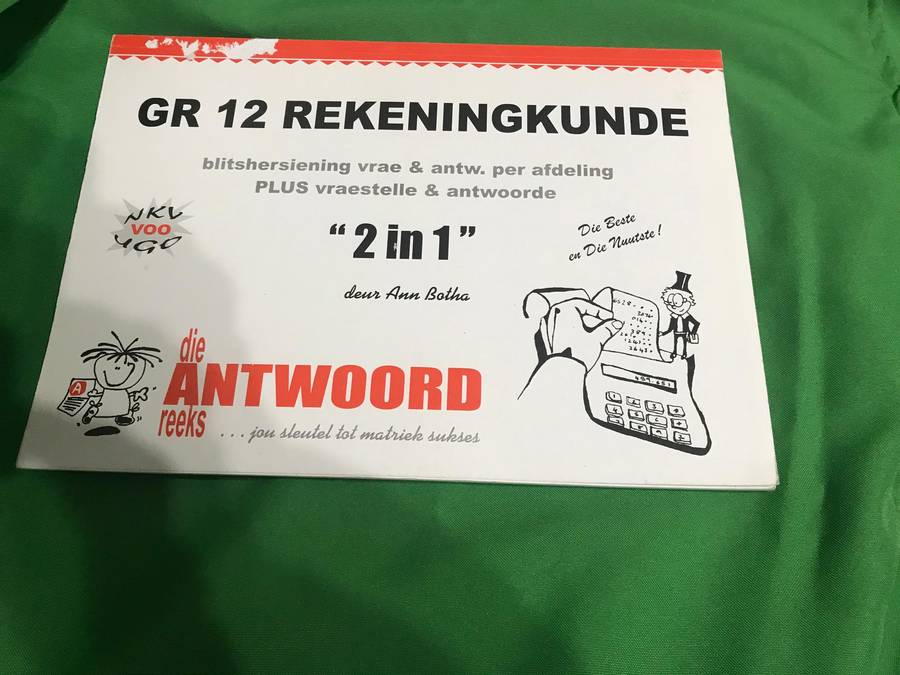 GR 12 REKENINGKUNDE
blitshersiening vrae & antw. per afdeling
PLUS vraestelle & antwoorde
NKV
VOO
VGO
"2 in 1"
Die Beste
en Die Nuutste!
deur Ann Botha
die
ANTWOORD
reeks
...jou sleutel tot matriek sukses
A